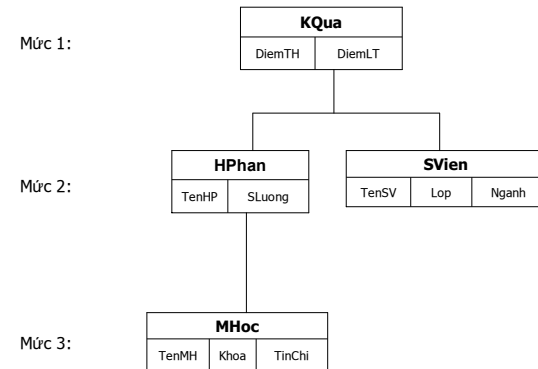 KQua
Mức 1:
DiemTH DiemLT
HPhan SVien
Mức 2:
TenHP SLuong TenSV Lop Nganh
MHoc
Mức 3:
TenMH Khoa TinChi